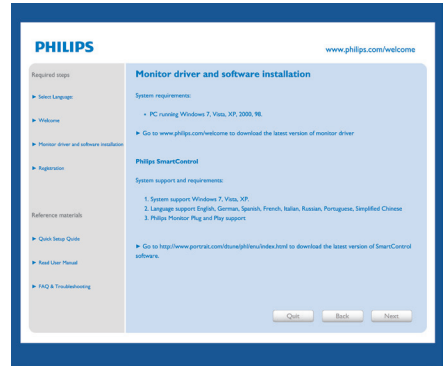 PHILIPS
www.philips.com/welcome
Required steps
► Select Language:
► Welcome
► Monitor driver and software installation
► Registration
Reference materials
► Quick Setup Guide
► Read User Manual
► FAQ & Troubleshooting
Monitor driver and software installation
System requirements:
• PC running Windows 7, Vista, XP, 2000, 98.
► Go to www.philips.com/welcome to download the latest version of monitor driver
Philips SmartControl
System support and requirements:
1. System support Windows 7, Vista, XP.
2. Language support English, German, Spanish, French, Italian, Russian, Portuguese, Simplified Chinese
3. Philips Monitor Plug and Play support
► Go to http://www.portrait.com/dtune/phl/enu/index.html to download the latest version of SmartControl
software.
Quit
Back
Next